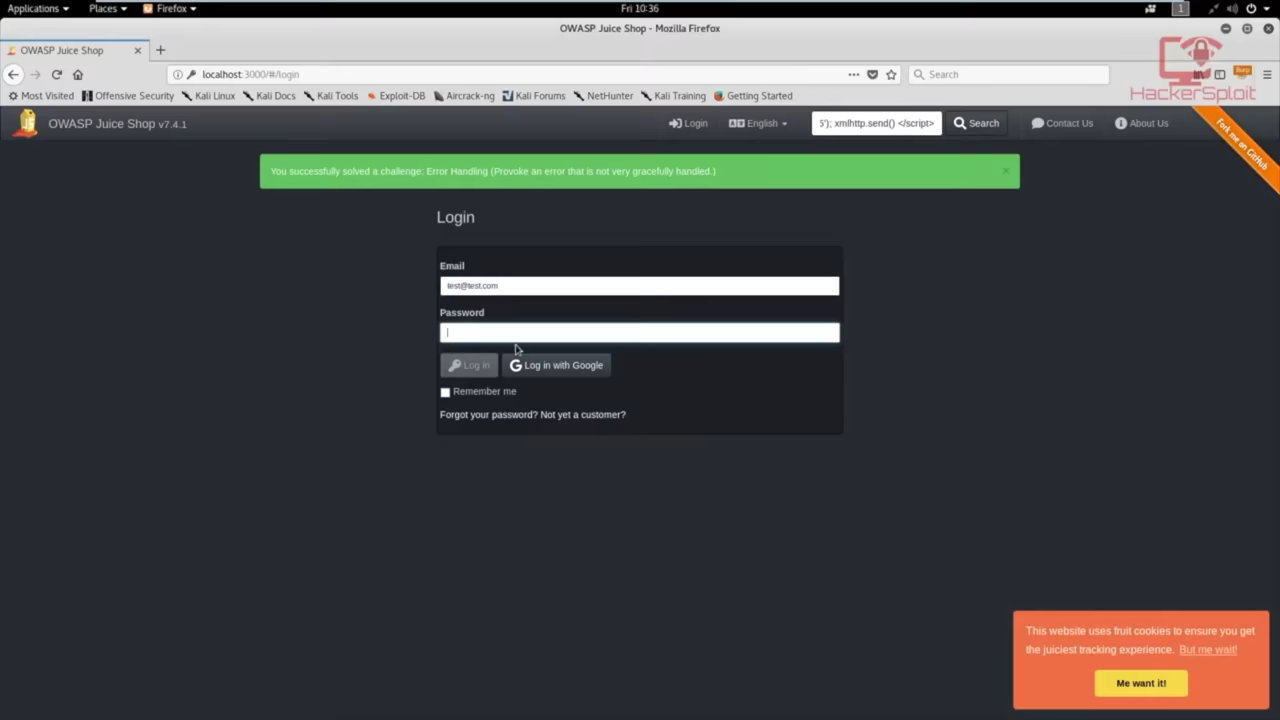 Applications Places Firefox Fri 10:36 1
OWASP Juice Shop - Mozilla Firefox
OWASP Juice Shop
localhost:3000/#/login Search
Burp
HackerSploit
Most Visited Offensive Security Kali Linux Kali Docs Kali Tools Exploit-DB Aircrack-ng Kali Forums NetHunter Kali Training Getting Started
OWASP Juice Shop v7.4.1 Login English 5'); xmlhttp.send() </script> Search Contact Us About Us
Fork me on GitHub
You successfully solved a challenge: Error Handling (Provoke an error that is not very gracefully handled.) ×
Login
Email
test@test.com
Password
Log in G Log in with Google
Remember me
Forgot your password? Not yet a customer?
This website uses fruit cookies to ensure you get
the juiciest tracking experience. But me wait!
Me want it!